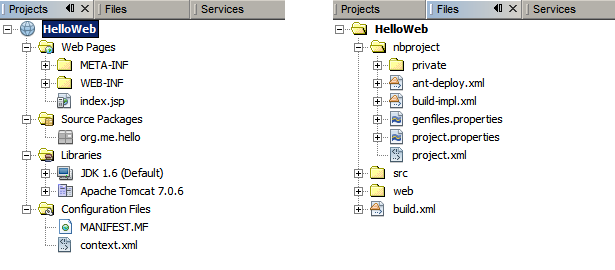 Projects
Files
Services
HelloWeb
Web Pages
META-INF
WEB-INF
index.jsp
Source Packages
org.me.hello
Libraries
JDK 1.6 (Default)
Apache Tomcat 7.0.6
Configuration Files
MANIFEST.MF
context.xml
Projects
Files
Services
HelloWeb
nbproject
private
ant-deploy.xml
build-impl.xml
genfiles.properties
project.properties
project.xml
src
web
build.xml